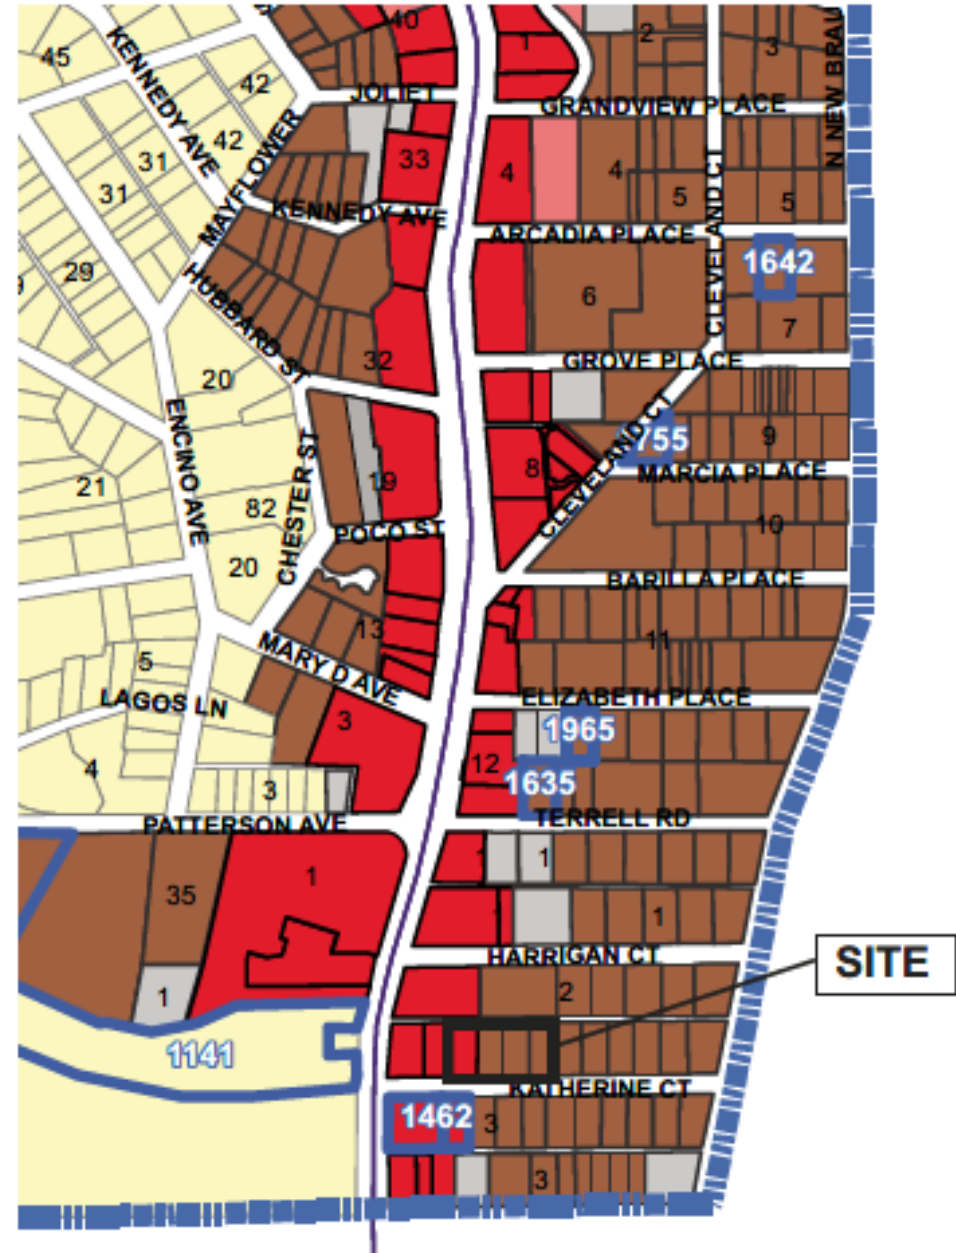 40
1
2
3
45
KENNEDY AVE
42
JOLIET
GRANDVIEW PLACE
N NEW BRAU
MAYFLOWER
42
31
33
4
4
5
5
31
KENNEDY AVE
ARCADIA PLACE
CLEVELAND CT
1642
29
HUBBARD ST
6
7
32
GROVE PLACE
20
ENCINO AVE
CHESTER ST
8
CLEVELAND CT
755
9
MARCIA PLACE
21
19
82
POCO ST
10
20
BARILLA PLACE
13
11
MARY D AVE
5
LAGOS LN
ELIZABETH PLACE
3
1965
12
4
3
1635
PATTERSON AVE
TERRELL RD
1
1
35
1
1
1
HARRIGAN CT
SITE
1
2
1141
KATHERINE CT
1462
3
3